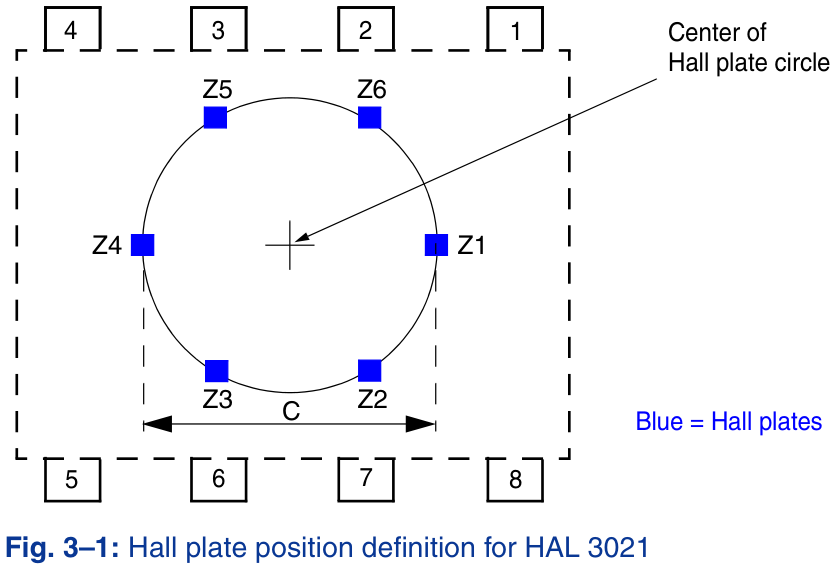 4
3
2
1
Center of
Hall plate circle
Z5
Z6
Z4
Z1
Z3
Z2
C
Blue = Hall plates
5
6
7
8
Fig. 3–1: Hall plate position definition for HAL 3021